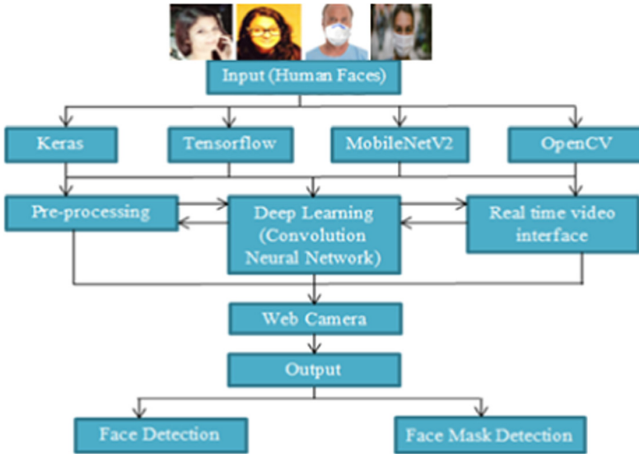 Input (Human Faces)
Keras
Tensorflow
MobileNetV2
OpenCV
Pre-processing
Deep Learning
(Convolution
Neural Network)
Real time video
interface
Web Camera
Output
Face Detection
Face Mask Detection